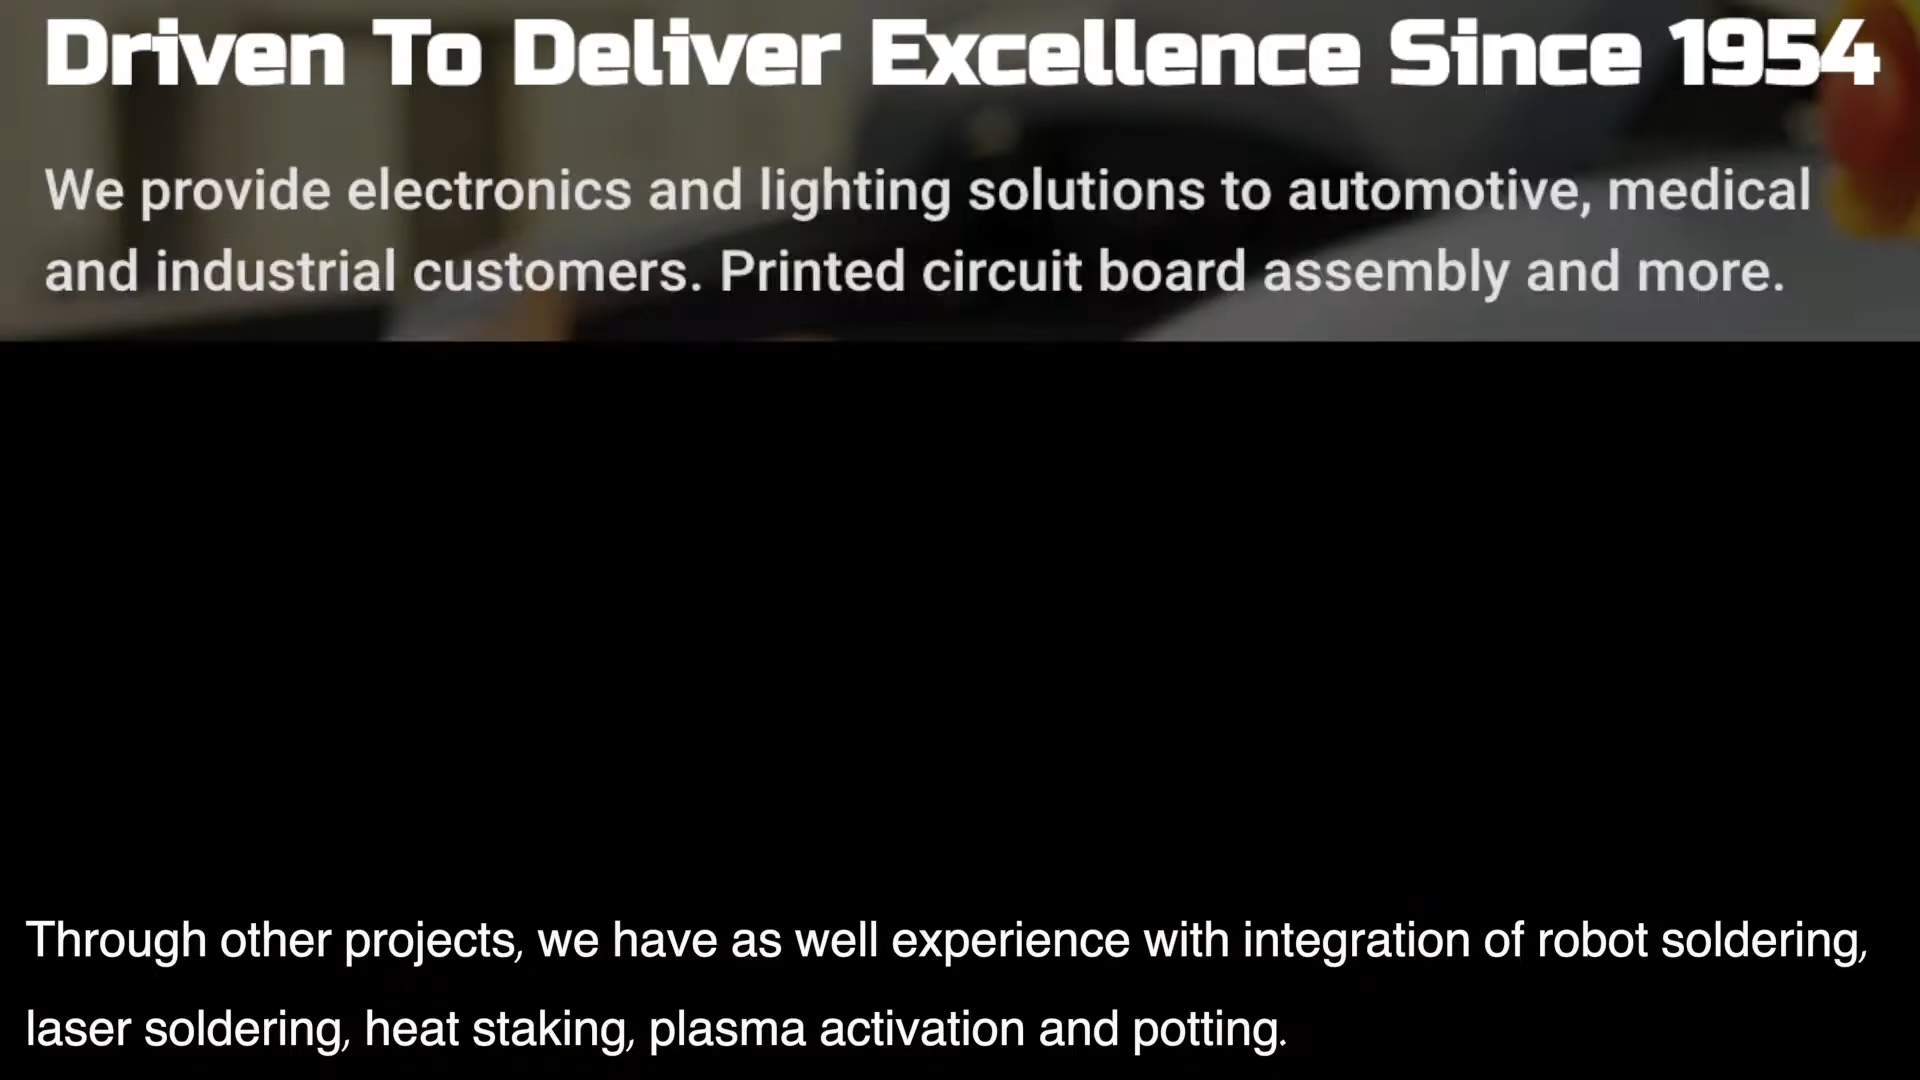 Driven To Deliver Excellence Since 1954
We provide electronics and lighting solutions to automotive, medical
and industrial customers. Printed circuit board assembly and more.
Through other projects, we have as well experience with integration of robot soldering,
laser soldering, heat staking, plasma activation and potting.